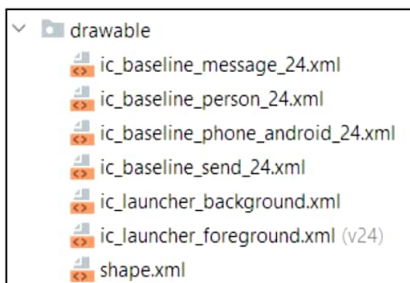 drawable
ic_baseline_message_24.xml
ic_baseline_person_24.xml
ic_baseline_phone_android_24.xml
ic_baseline_send_24.xml
ic_launcher_background.xml
ic_launcher_foreground.xml (v24)
shape.xml